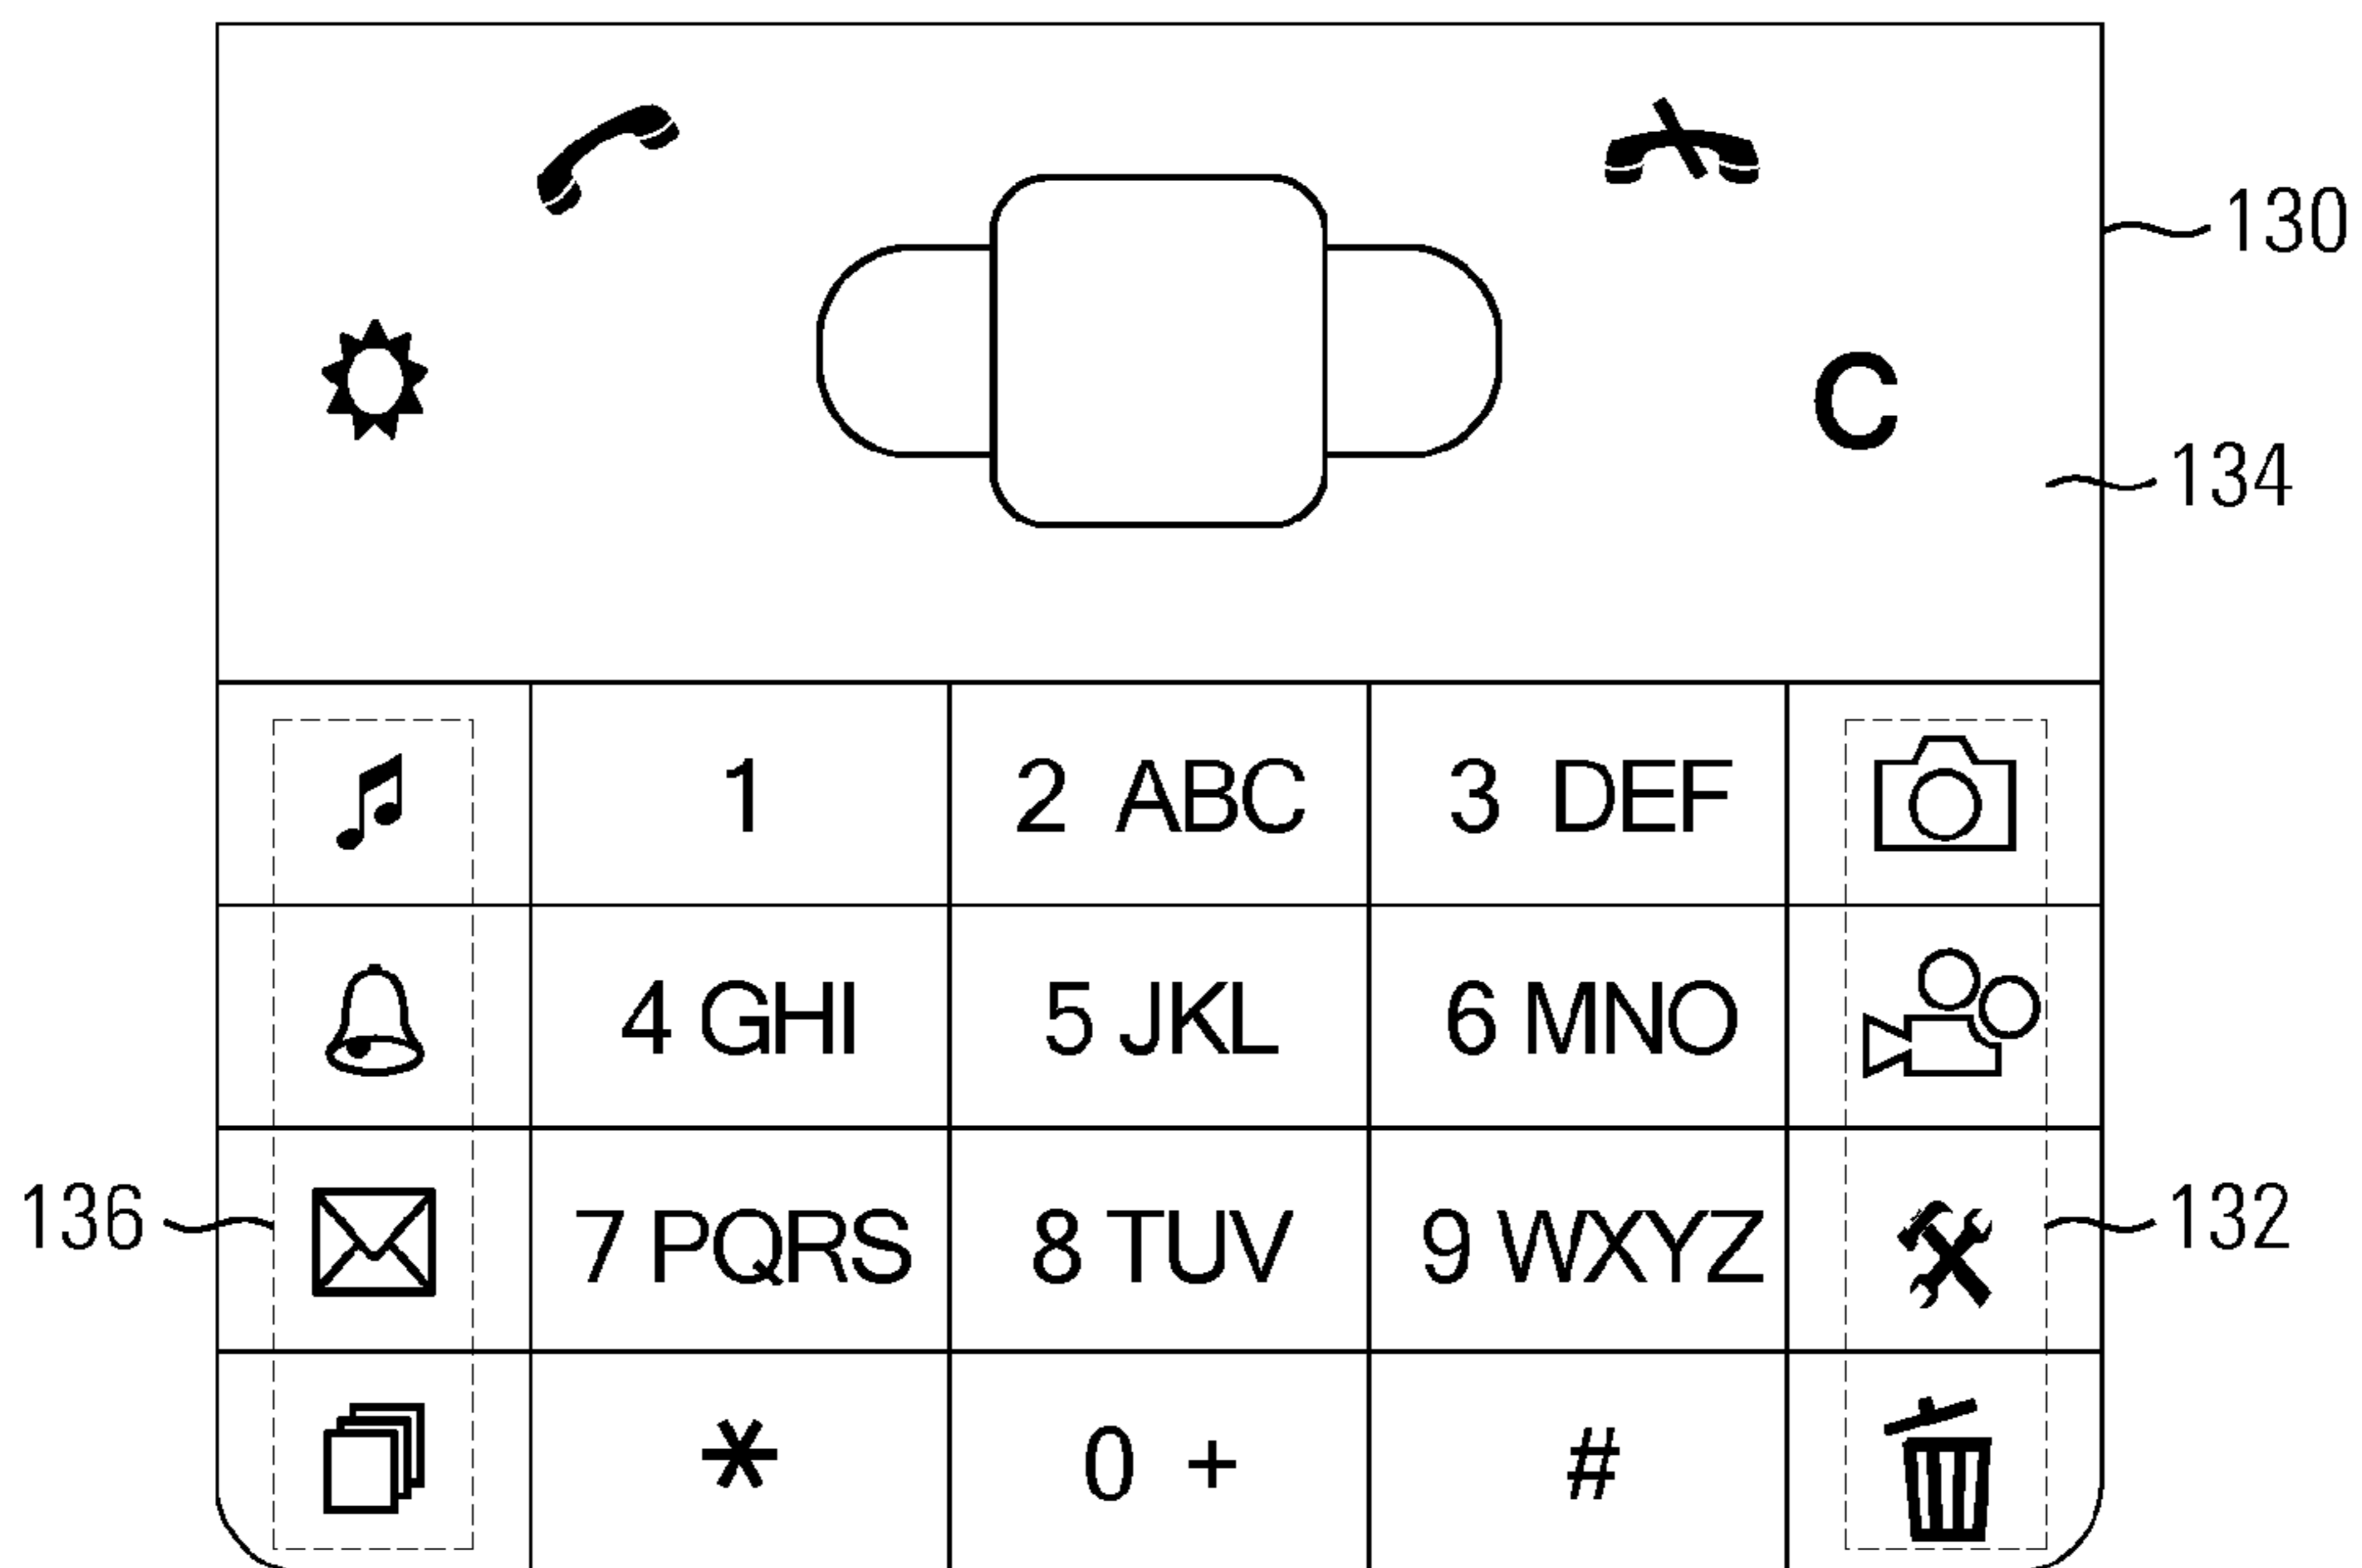 130
C
134
1 2 ABC 3 DEF
4 GHI 5 JKL 6 MNO
136 7 PQRS 8 TUV 9 WXYZ 132
* 0 + #